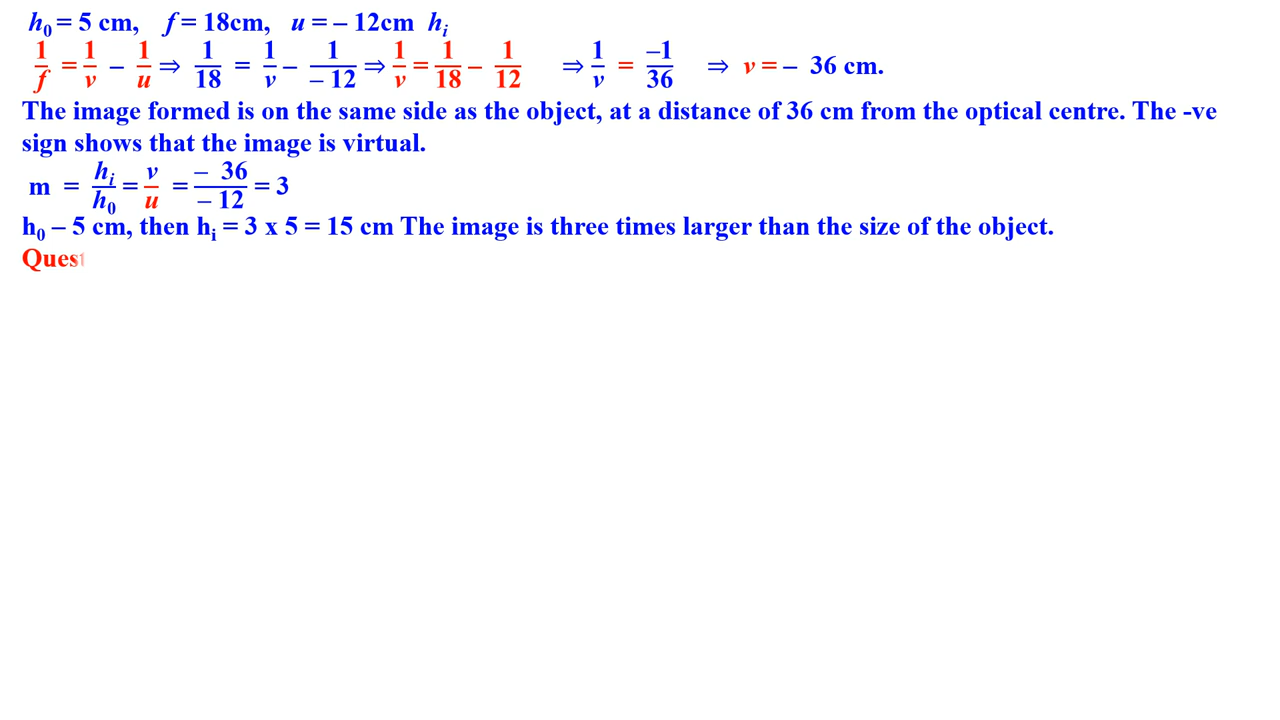 h₀ = 5 cm, f = 18cm, u = – 12cm hᵢ
1/f = 1/v – 1/u ⇒ 1/18 = 1/v – 1/– 12 ⇒ 1/v = 1/18 – 1/12 ⇒ 1/v = –1/36 ⇒ v = – 36 cm.
The image formed is on the same side as the object, at a distance of 36 cm from the optical centre. The -ve
sign shows that the image is virtual.
m = hᵢ/h₀ = v/u = – 36/– 12 = 3
h₀ – 5 cm, then hᵢ = 3 x 5 = 15 cm The image is three times larger than the size of the object.
Quest